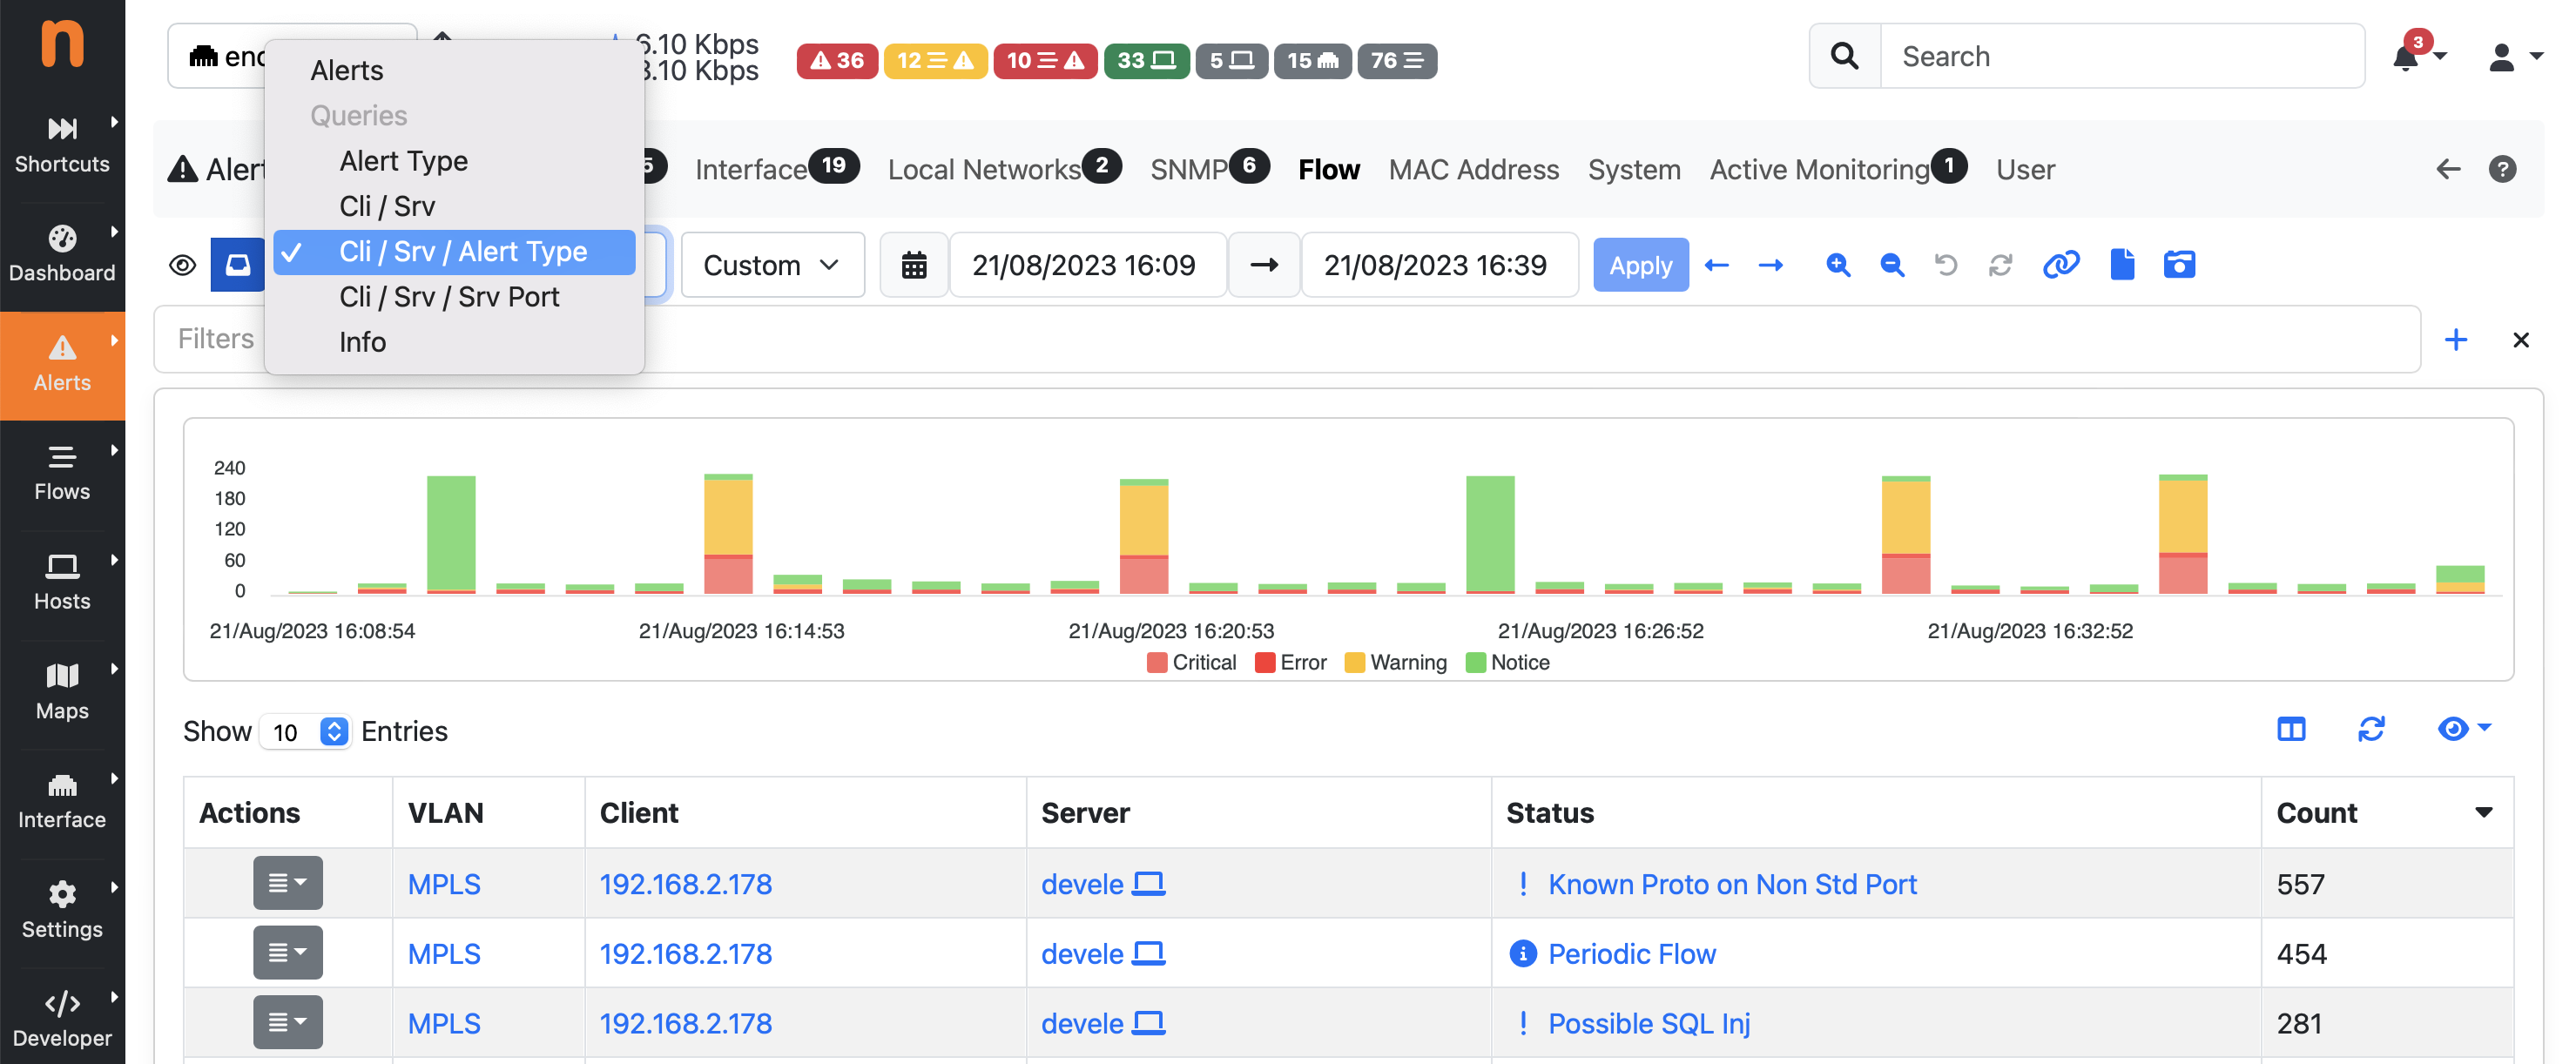 n
enc
6.10 Kbps
3.10 Kbps
36
12
10
33
5
15
76
Search
3
Alerts
Queries
Alert Type
Cli / Srv
✓ Cli / Srv / Alert Type
Cli / Srv / Srv Port
Info
Shortcuts
Dashboard
Alerts
Flows
Hosts
Maps
Interface
Settings
Developer
Alert
5
Interface 19
Local Networks 2
SNMP 6
Flow
MAC Address
System
Active Monitoring 1
User
Custom
21/08/2023 16:09
21/08/2023 16:39
Apply
Filters
240
180
120
60
0
21/Aug/2023 16:08:54
21/Aug/2023 16:14:53
21/Aug/2023 16:20:53
21/Aug/2023 16:26:52
21/Aug/2023 16:32:52
Critical Error Warning Notice
Show 10 Entries
Actions VLAN Client Server Status Count
MPLS 192.168.2.178 devele ! Known Proto on Non Std Port 557
MPLS 192.168.2.178 devele Periodic Flow 454
MPLS 192.168.2.178 devele ! Possible SQL Inj 281